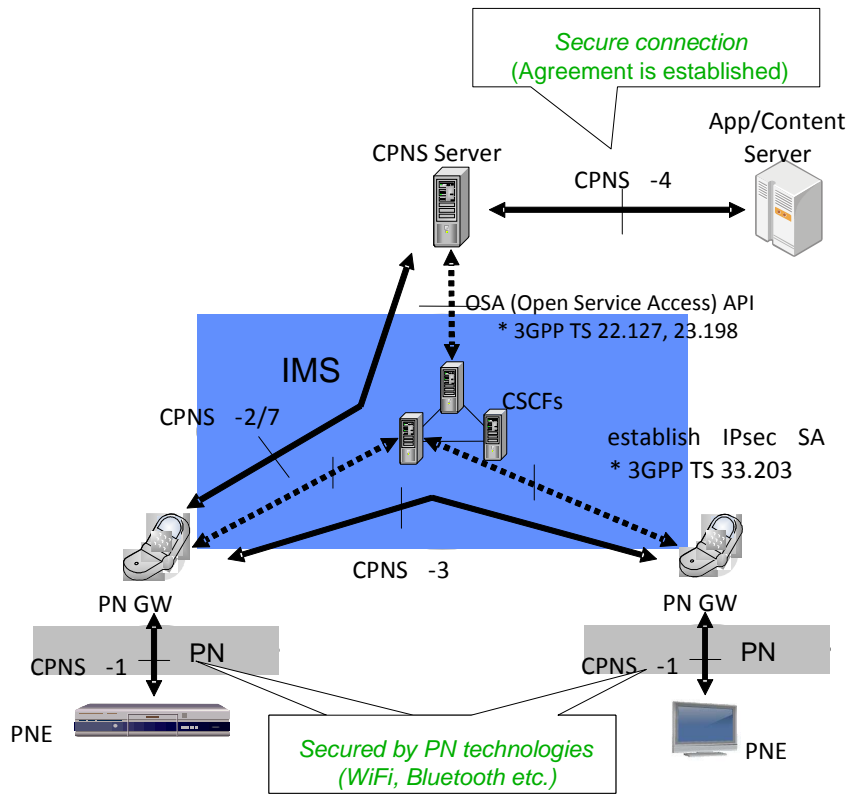 Secure connection
(Agreement is established)
App/Content
Server
CPNS Server
CPNS -4
OSA (Open Service Access) API
* 3GPP TS 22.127, 23.198
IMS
CSCFs
CPNS -2/7
establish IPsec SA
* 3GPP TS 33.203
CPNS -3
PN GW
PN GW
PN
PN
CPNS -1
CPNS -1
PNE
PNE
Secured by PN technologies
(WiFi, Bluetooth etc.)